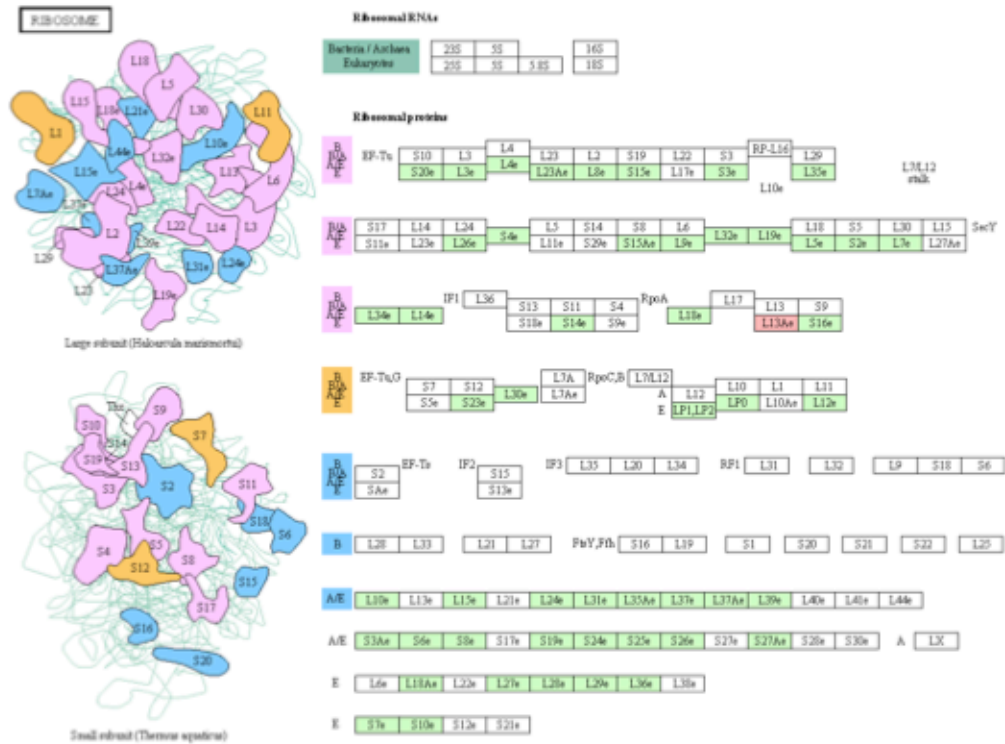 RIBOSOME
Ribosomal RNAs
Bacteria / Archaea 23S 5S 16S
Eukaryotes 25S 5S 5.8S 18S
Ribosomal proteins
L18
L5
L15
L18e
L21e
L30
L11
L1
L44e
L10e
L32e
L15e
L13
L6
L7Ae
L37e
L24
L4e
L2
L39e
L22
L14
L3
L29
L37Ae
L31e
L24e
L23
L19e
Large subunit (Haloarcula marismortui)
B B/A A/E E
EF-Tu S10 L3 L4 L23 L2 S19 L22 S3 RP-L16 L29
S20e L3e L4e L23Ae L8e S15e L17e S3e L10e L35e
L7/L12 stalk
B B/A A/E E
S17 L14 L24 L5 S14 S8 L6 L18 S5 L30 L15 SecY
S11e L23e L26e S4e L11e S29e S15Ae L9e L32e L19e L5e S2e L7e L27Ae
B B/A A/E E
IF1 L36 S13 S11 S4 RpoA L17 L13 S9
L34e L14e S18e S14e S9e L18e L13Ae S16e
B B/A A/E E
EF-Tu,G S7 S12 L7A RpoC,B L7/L12 L10 L1 L11
S5e S23e L30e L7Ae A L12 LP0 L10Ae L12e
E LP1,LP2
B B/A A/E E
S2 EF-Ts IF2 S15 IF3 L35 L20 L34 RF1 L31 L32 L9 S18 S6
SAe S13e
B L28 L33 L21 L27 FtsY,Ffh S16 L19 S1 S20 S21 S22 L25
A/E L10e L13e L15e L21e L24e L31e L35Ae L37e L37Ae L39e L40e L41e L44e
A/E S3Ae S6e S8e S17e S19e S24e S25e S26e S27e S27Ae S28e S30e A LX
E L6e L18Ae L22e L27e L28e L29e L36e L38e
E S7e S10e S12e S21e
S9
S10
Thx
S14
S7
S19
S13
S3
S2
S11
S18
S6
S4
S5
S8
S12
S15
S17
S16
S20
Small subunit (Thermus aquaticus)